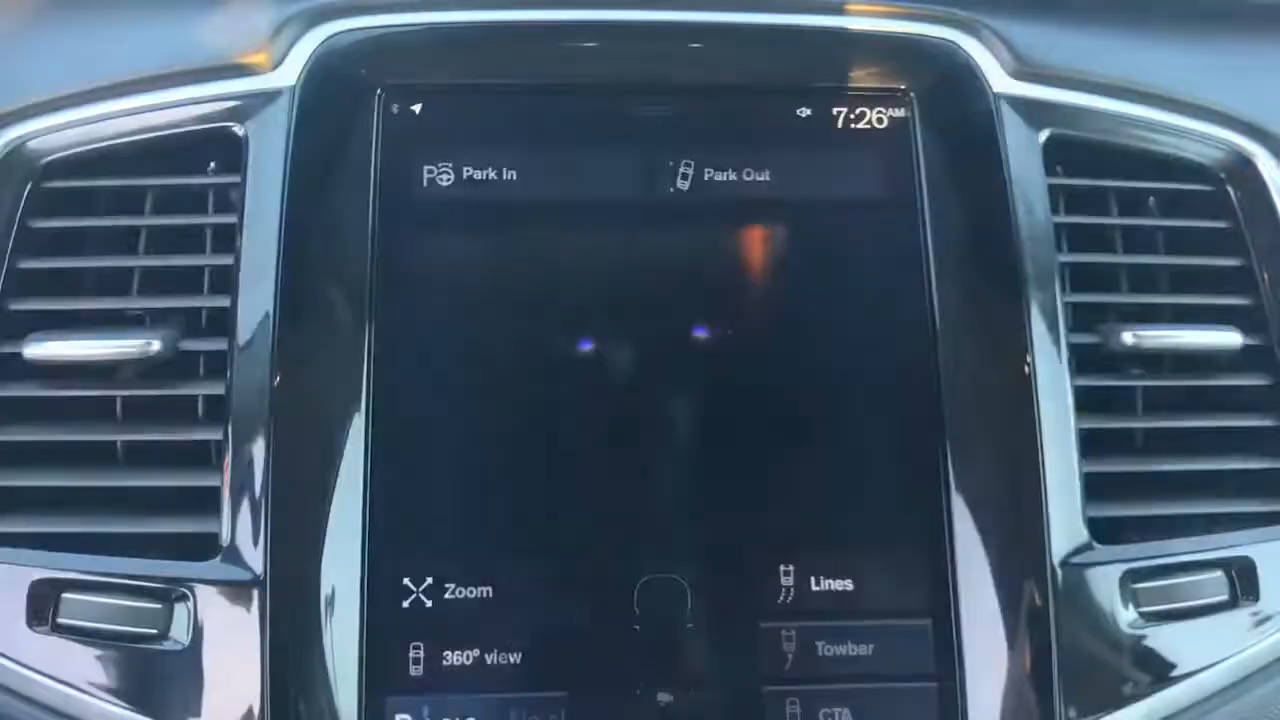 7:26AM
Park In
Park Out
Zoom
Lines
360° view
Towbar
CTA